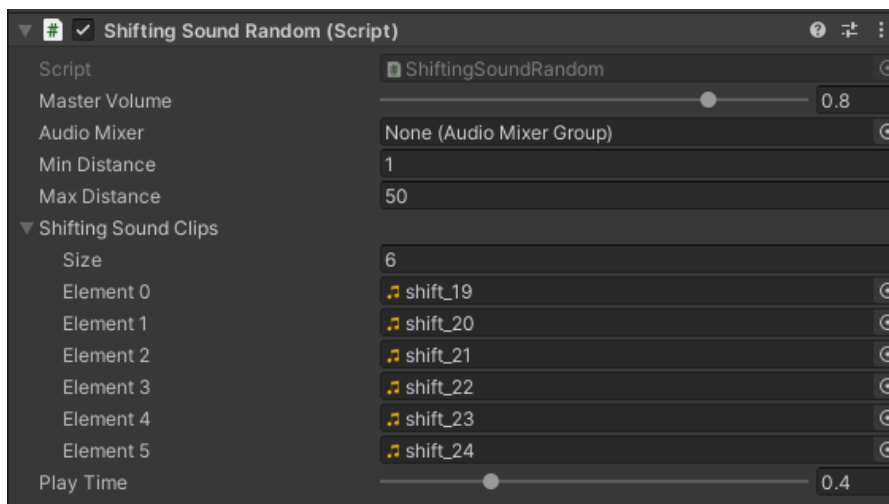 Shifting Sound Random (Script)
Script ShiftingSoundRandom
Master Volume 0.8
Audio Mixer None (Audio Mixer Group)
Min Distance 1
Max Distance 50
Shifting Sound Clips
Size 6
Element 0 shift_19
Element 1 shift_20
Element 2 shift_21
Element 3 shift_22
Element 4 shift_23
Element 5 shift_24
Play Time 0.4